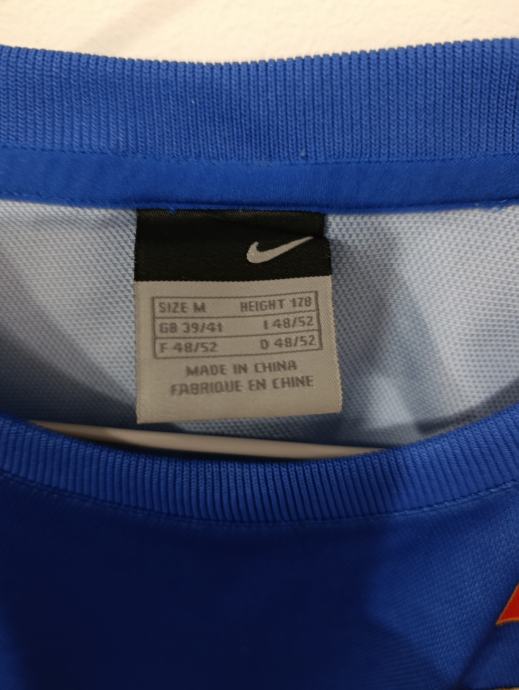 SIZE M HEIGHT 178
GB 39/41 I 48/52
F 48/52 D 48/52
MADE IN CHINA
FABRIQUE EN CHINE